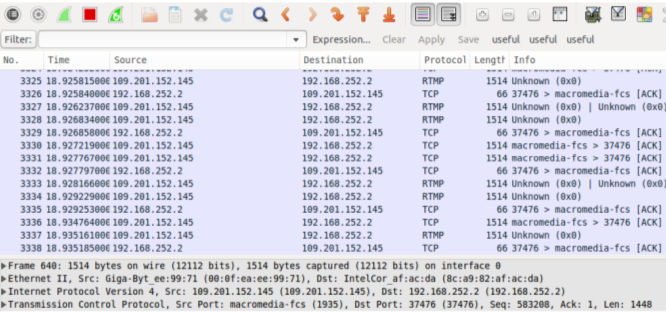 Filter: Expression... Clear Apply Save useful useful useful
No. Time Source Destination Protocol Length Info
3325 18.925815000 109.201.152.145 192.168.252.2 RTMP 1514 Unknown (0x0)
3326 18.925840000 192.168.252.2 109.201.152.145 TCP 66 37476 > macromedia-fcs [ACK]
3327 18.926237000 109.201.152.145 192.168.252.2 RTMP 1514 Unknown (0x0) | Unknown (0x0)
3328 18.926834000 109.201.152.145 192.168.252.2 RTMP 1514 Unknown (0x0)
3329 18.926858000 192.168.252.2 109.201.152.145 TCP 66 37476 > macromedia-fcs [ACK]
3330 18.927219000 109.201.152.145 192.168.252.2 TCP 1514 macromedia-fcs > 37476 [ACK]
3331 18.927767000 109.201.152.145 192.168.252.2 TCP 1514 macromedia-fcs > 37476 [ACK]
3332 18.927797000 192.168.252.2 109.201.152.145 TCP 66 37476 > macromedia-fcs [ACK]
3333 18.928166000 109.201.152.145 192.168.252.2 RTMP 1514 Unknown (0x0) | Unknown (0x0)
3334 18.929229000 109.201.152.145 192.168.252.2 RTMP 1514 Unknown (0x0)
3335 18.929253000 192.168.252.2 109.201.152.145 TCP 66 37476 > macromedia-fcs [ACK]
3336 18.934764000 109.201.152.145 192.168.252.2 TCP 1514 macromedia-fcs > 37476 [ACK]
3337 18.935161000 109.201.152.145 192.168.252.2 RTMP 1514 Unknown (0x0)
3338 18.935185000 192.168.252.2 109.201.152.145 TCP 66 37476 > macromedia-fcs [ACK]
Frame 640: 1514 bytes on wire (12112 bits), 1514 bytes captured (12112 bits) on interface 0
Ethernet II, Src: Giga-Byt_ee:99:71 (00:0f:ea:ee:99:71), Dst: IntelCor_af:ac:da (8c:a9:82:af:ac:da)
Internet Protocol Version 4, Src: 109.201.152.145 (109.201.152.145), Dst: 192.168.252.2 (192.168.252.2)
Transmission Control Protocol, Src Port: macromedia-fcs (1935), Dst Port: 37476 (37476), Seq: 583208, Ack: 1, Len: 1448